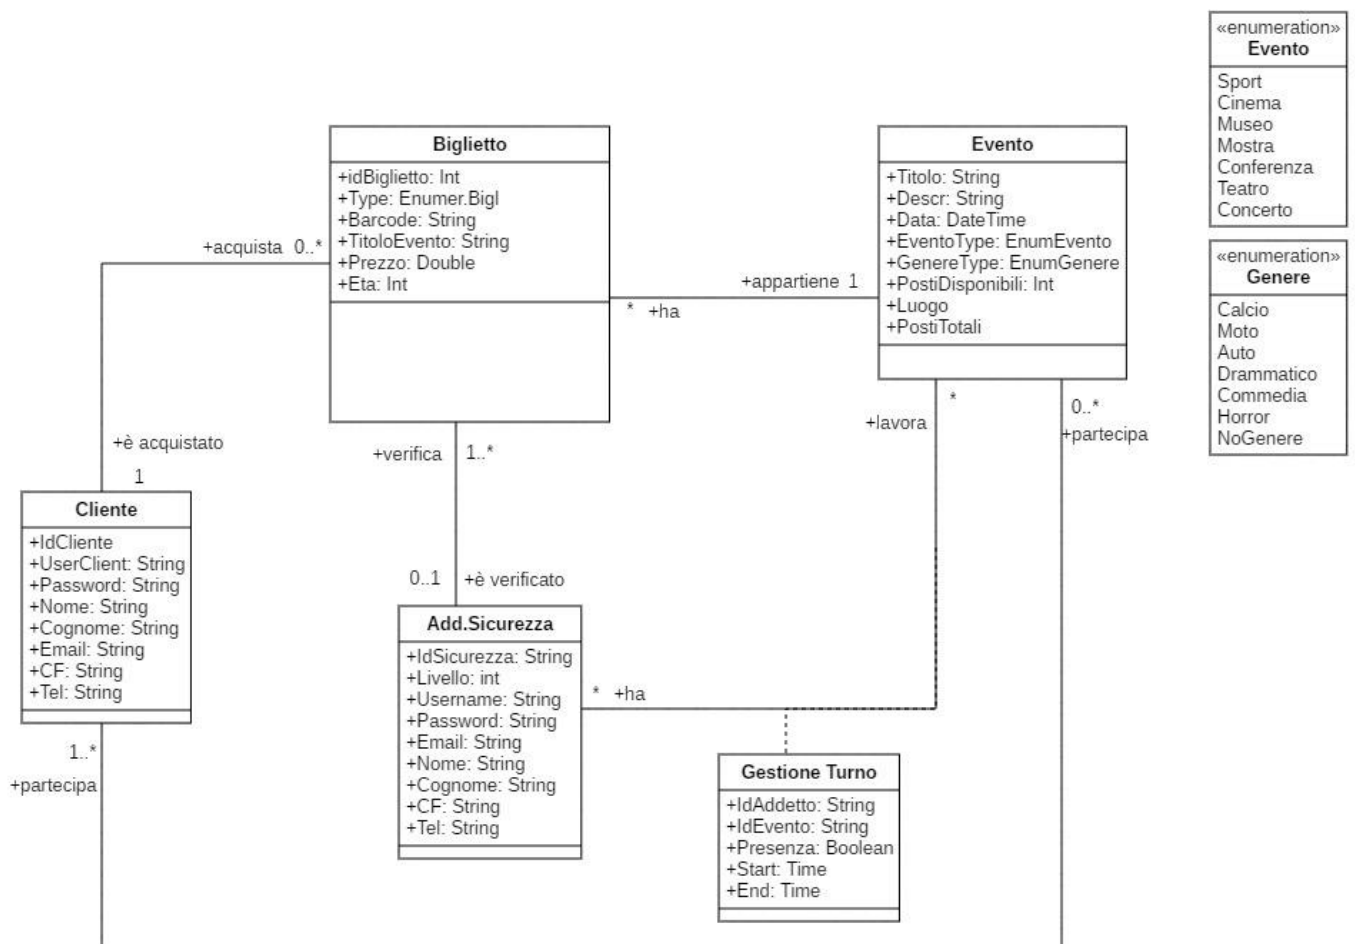 «enumeration»
Evento
Sport
Cinema
Museo
Mostra
Conferenza
Teatro
Concerto
Biglietto
+idBiglietto: Int
+Type: Enumer.Bigl
+Barcode: String
+TitoloEvento: String
+Prezzo: Double
+Eta: Int
Evento
+Titolo: String
+Descr: String
+Data: DateTime
+EventoType: EnumEvento
+GenereType: EnumGenere
+PostiDisponibili: Int
+Luogo
+PostiTotali
«enumeration»
Genere
Calcio
Moto
Auto
Drammatico
Commedia
Horror
NoGenere
+acquista 0..*
+appartiene 1
* +ha
+è acquistato
1
+verifica 1..*
+lavora *
0..*
+partecipa
Cliente
+IdCliente
+UserClient: String
+Password: String
+Nome: String
+Cognome: String
+Email: String
+CF: String
+Tel: String
0..1 +è verificato
Add.Sicurezza
+IdSicurezza: String
+Livello: int
+Username: String
+Password: String
+Email: String
+Nome: String
+Cognome: String
+CF: String
+Tel: String
* +ha
1..*
+partecipa
Gestione Turno
+IdAddetto: String
+IdEvento: String
+Presenza: Boolean
+Start: Time
+End: Time